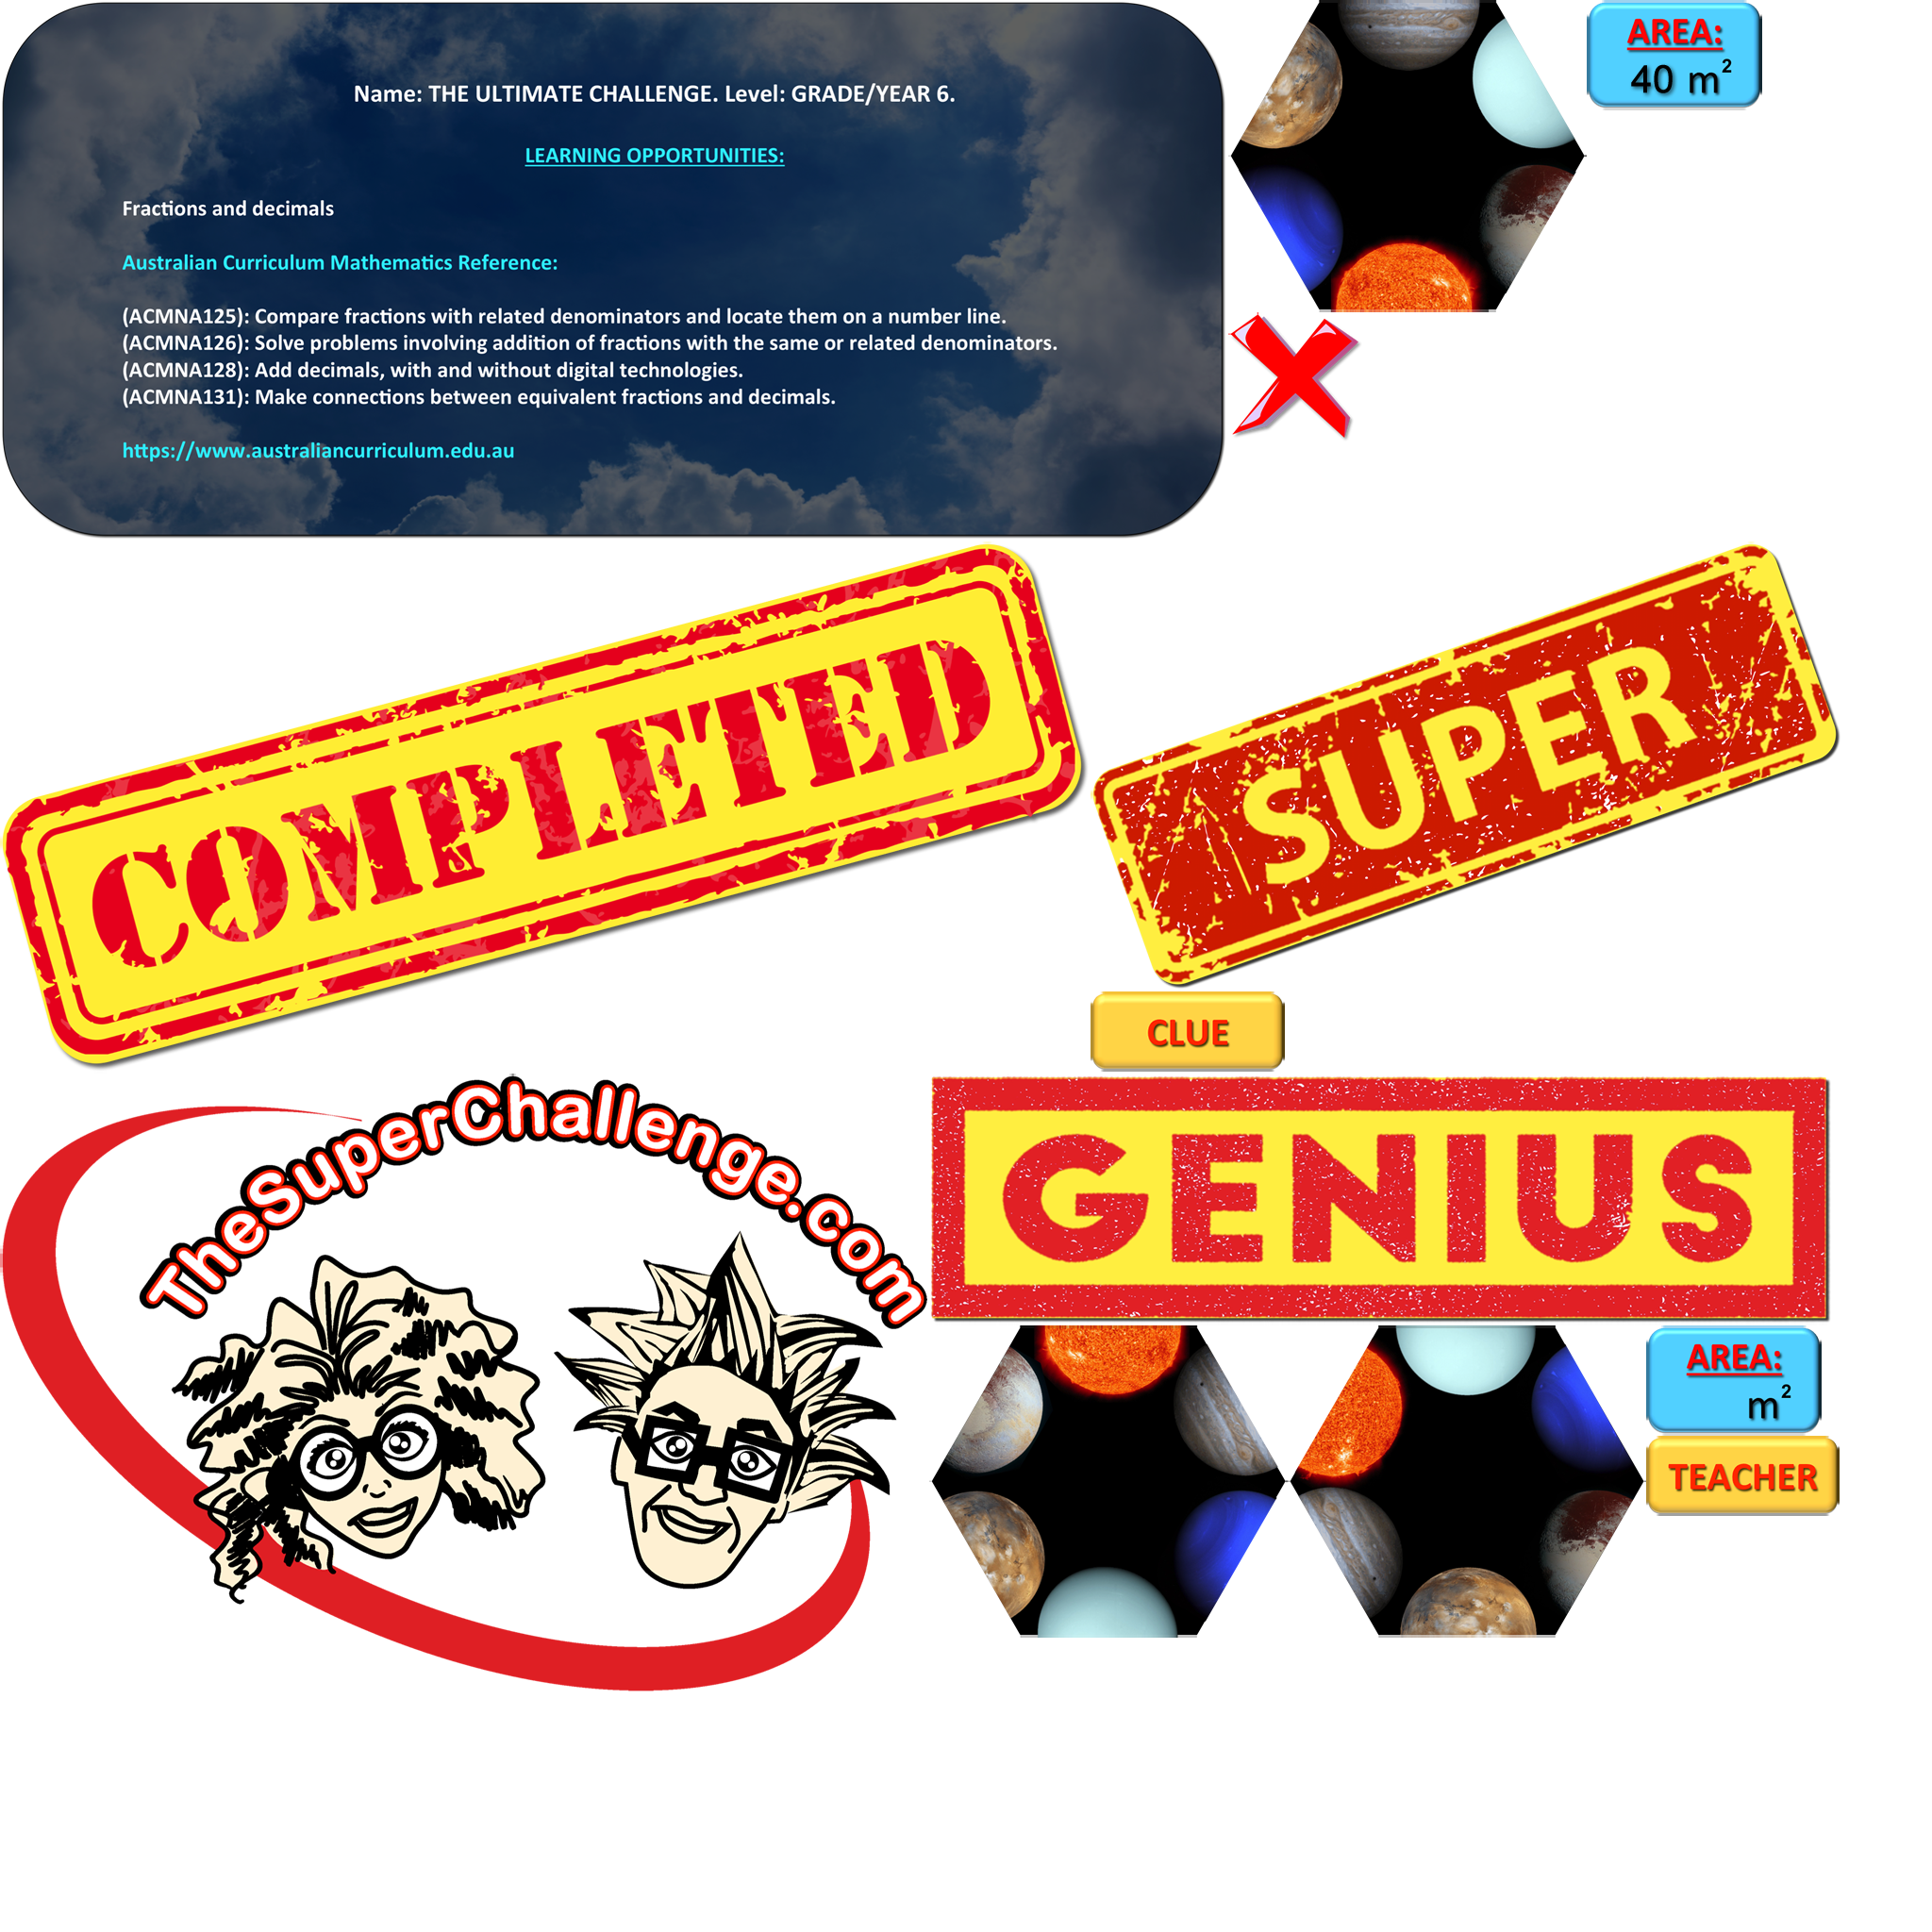 Name: THE ULTIMATE CHALLENGE. Level: GRADE/YEAR 6.
LEARNING OPPORTUNITIES:
Fractions and decimals
Australian Curriculum Mathematics Reference:
(ACMNA125): Compare fractions with related denominators and locate them on a number line.
(ACMNA126): Solve problems involving addition of fractions with the same or related denominators.
(ACMNA128): Add decimals, with and without digital technologies.
(ACMNA131): Make connections between equivalent fractions and decimals.
https://www.australiancurriculum.edu.au
AREA:
40 m²
COMPLETED
SUPER
CLUE
TheSuperChallenge.com
GENIUS
AREA:
m²
TEACHER